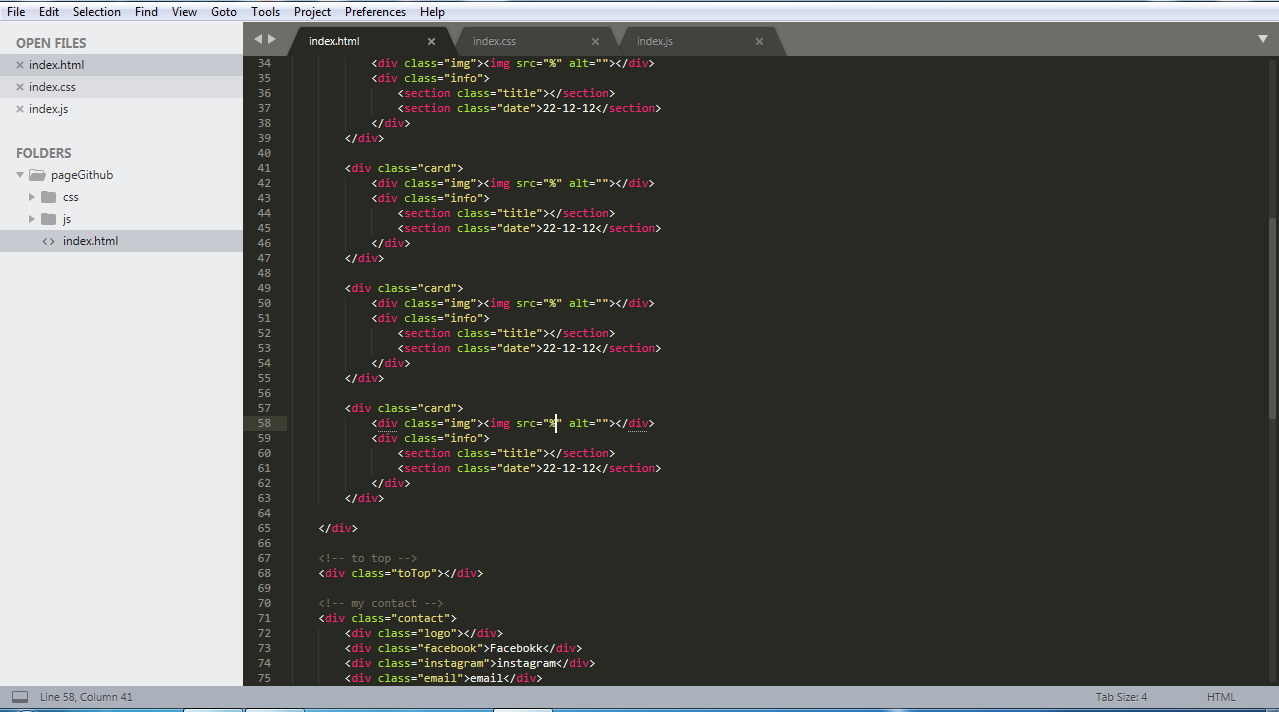 File Edit Selection Find View Goto Tools Project Preferences Help
OPEN FILES
index.html
index.css
index.js
FOLDERS
pageGithub
css
js
<> index.html
index.html index.css index.js
34 <div class="img"><img src="%" alt=""></div>
35 <div class="info">
36 <section class="title"></section>
37 <section class="date">22-12-12</section>
38 </div>
39 </div>
40
41 <div class="card">
42 <div class="img"><img src="%" alt=""></div>
43 <div class="info">
44 <section class="title"></section>
45 <section class="date">22-12-12</section>
46 </div>
47 </div>
48
49 <div class="card">
50 <div class="img"><img src="%" alt=""></div>
51 <div class="info">
52 <section class="title"></section>
53 <section class="date">22-12-12</section>
54 </div>
55 </div>
56
57 <div class="card">
58 <div class="img"><img src="%" alt=""></div>
59 <div class="info">
60 <section class="title"></section>
61 <section class="date">22-12-12</section>
62 </div>
63 </div>
64
65 </div>
66
67 <!-- to top -->
68 <div class="toTop"></div>
69
70 <!-- my contact -->
71 <div class="contact">
72 <div class="logo"></div>
73 <div class="facebook">Facebokk</div>
74 <div class="instagram">instagram</div>
75 <div class="email">email</div>
Line 58, Column 41 Tab Size: 4 HTML